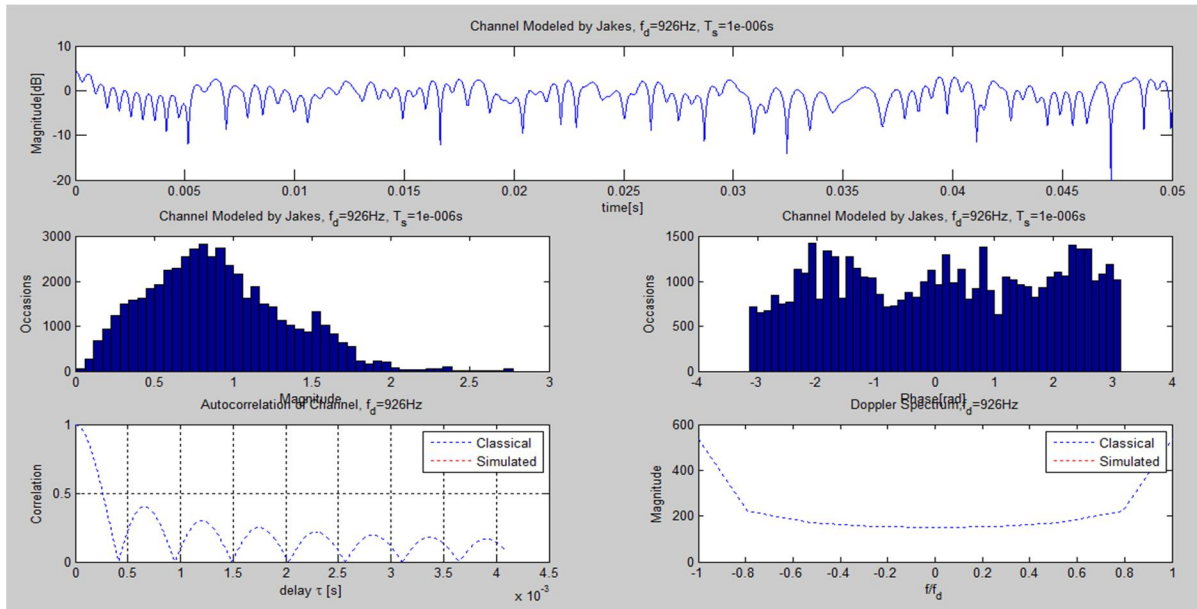 Channel Modeled by Jakes, f_d=926Hz, T_s=1e-006s
10
0
-10
-20
Magnitude[dB]
0 0.005 0.01 0.015 0.02 0.025 0.03 0.035 0.04 0.045 0.05
time[s]
Channel Modeled by Jakes, f_d=926Hz, T_s=1e-006s
3000
2000
1000
0
Occasions
0 0.5 1 1.5 2 2.5 3
Magnitude
Channel Modeled by Jakes, f_d=926Hz, T_s=1e-006s
1500
1000
500
0
Occasions
-4 -3 -2 -1 0 1 2 3 4
Phase[rad]
Autocorrelation of Channel, f_d=926Hz
1
0.5
0
Correlation
Classical
Simulated
0 0.5 1 1.5 2 2.5 3 3.5 4 4.5
x 10^-3
delay τ [s]
Doppler Spectrum,f_d=926Hz
600
400
200
0
Magnitude
Classical
Simulated
-1 -0.8 -0.6 -0.4 -0.2 0 0.2 0.4 0.6 0.8 1
f/f_d